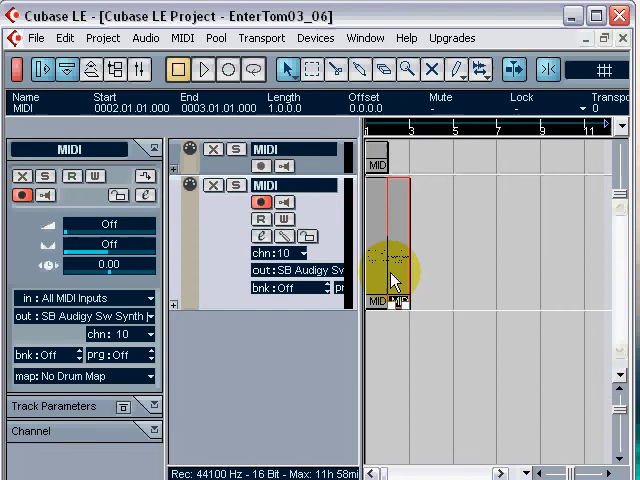 Cubase LE - [Cubase LE Project - EnterTom03_06]
File Edit Project Audio MIDI Pool Transport Devices Window Help Upgrades
Name Start End Length Offset Mute Lock Transpo
MIDI 0002.01.01.000 0003.01.01.000 1.0.0.0 0.0.0.0 - - 0
1 3 5 7 9 11
MIDI
X S R W
Off
Off
0.00
in : All MIDI Inputs
out : SB Audigy Sw Synth
chn : 10
bnk : Off prg : Off
map : No Drum Map
Track Parameters
Channel
X S MIDI
X S MIDI
R W
e
chn : 10
out : SB Audigy Sw
bnk : Off pr
MID
MID
Rec: 44100 Hz - 16 Bit - Max: 11h 58mi